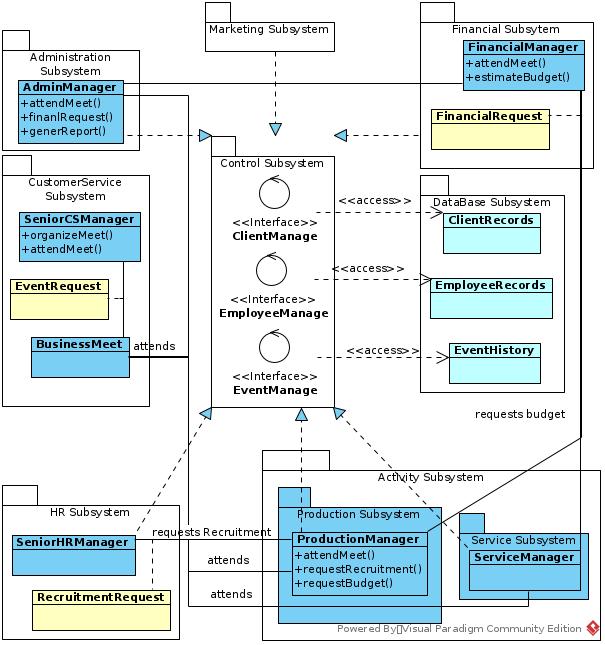 Marketing Subsystem
Financial Subsytem
FinancialManager
+attendMeet()
+estimateBudget()
FinancialRequest
Administration
Subsystem
AdminManager
+attendMeet()
+finanlRequest()
+generReport()
Control Subsystem
<<Interface>>
ClientManage
<<Interface>>
EmployeeManage
<<Interface>>
EventManage
<<access>>
<<access>>
<<access>>
DataBase Subsystem
ClientRecords
EmployeeRecords
EventHistory
CustomerService
Subsystem
SeniorCSManager
+organizeMeet()
+attendMeet()
EventRequest
BusinessMeet
attends
requests budget
HR Subsystem
SeniorHRManager
RecruitmentRequest
requests Recruitment
attends
attends
Activity Subsystem
Production Subsystem
ProductionManager
+attendMeet()
+requestRecruitment()
+requestBudget()
Service Subsystem
ServiceManager
Powered By Visual Paradigm Community Edition